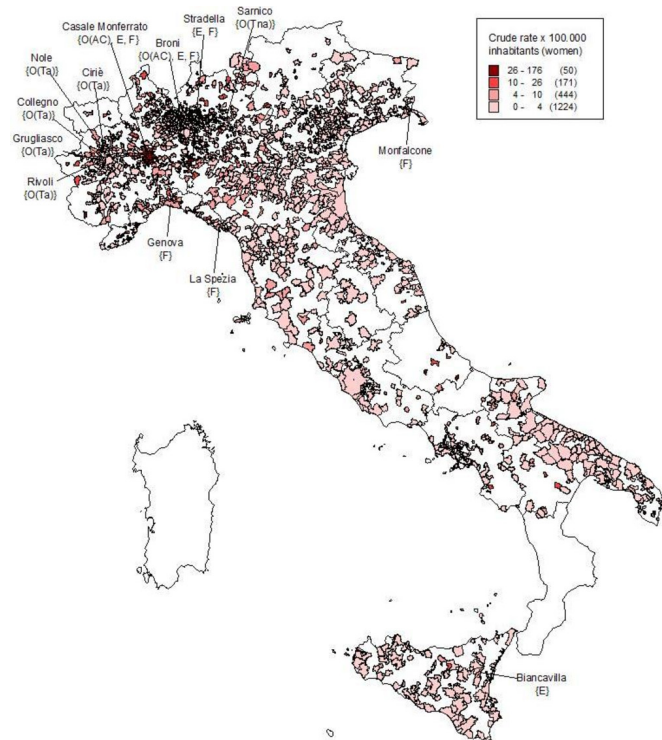 Sarnico
{O(Tna)}
Stradella
{E, F}
Casale Monferrato
{O(AC), E, F}
Broni
{O(AC), E, F}
Nole
{O(Ta)}
Ciriè
{O(Ta)}
Collegno
{O(Ta)}
Grugliasco
{O(Ta)}
Rivoli
{O(Ta)}
Genova
{F}
La Spezia
{F}
Monfalcone
{F}
Biancavilla
{E}
Crude rate x 100.000
inhabitants (women)
26 - 176 (50)
10 - 26 (171)
4 - 10 (444)
0 - 4 (1224)